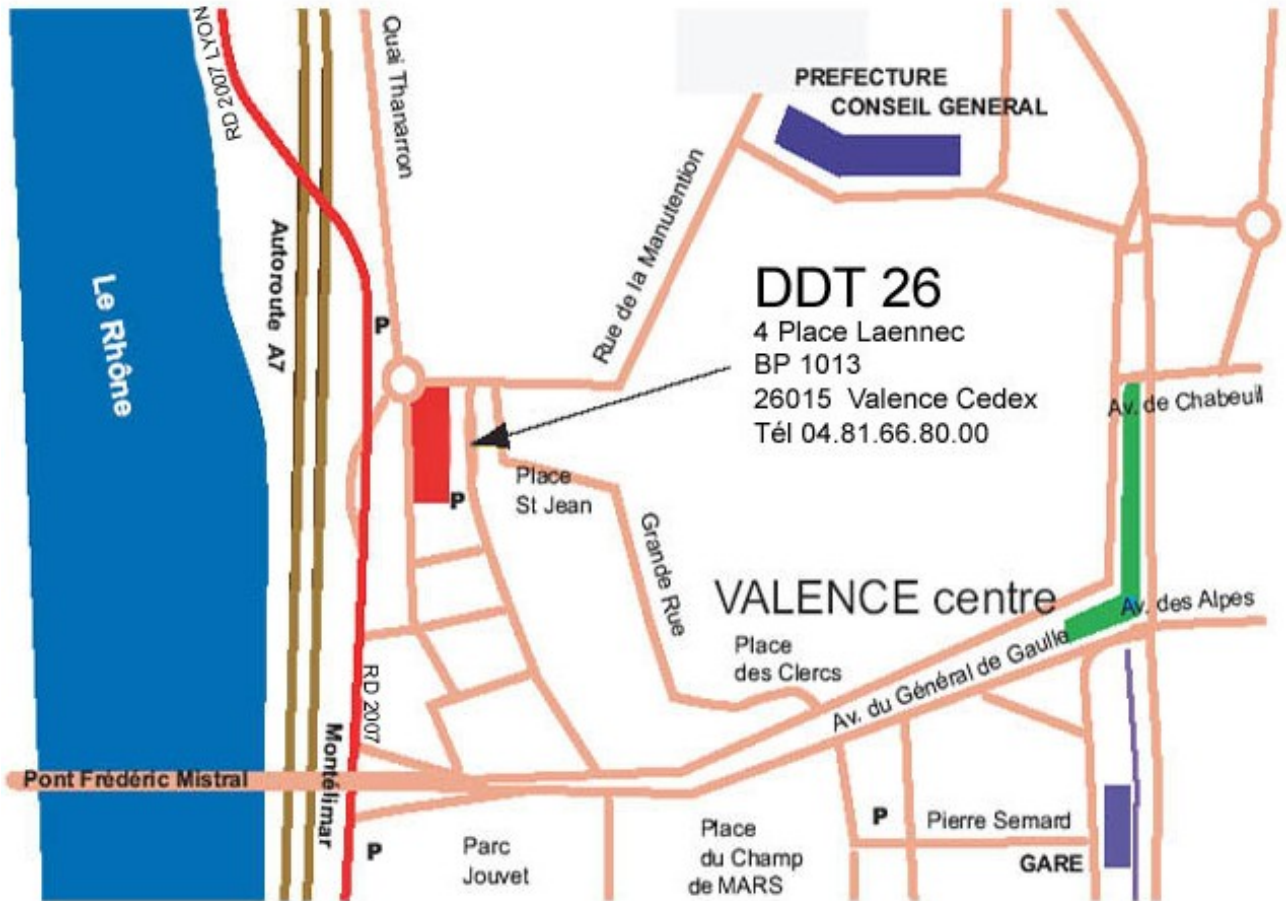 RD 2007 LYON
Quai Thanarron
PREFECTURE
CONSEIL GENERAL
Rue de la Manutention
Autoroute A7
Le Rhône
P
DDT 26
4 Place Laennec
BP 1013
26015 Valence Cedex
Tél 04.81.66.80.00
Av. de Chabeuil
Place
St Jean
P
Grande Rue
VALENCE centre
Av. des Alpes
Place
des Clercs
Av. du Général de Gaulle
RD 2007
Montélimar
Pont Frédéric Mistral
P
Parc
Jouvet
Place
du Champ
de MARS
P
Pierre Semard
GARE